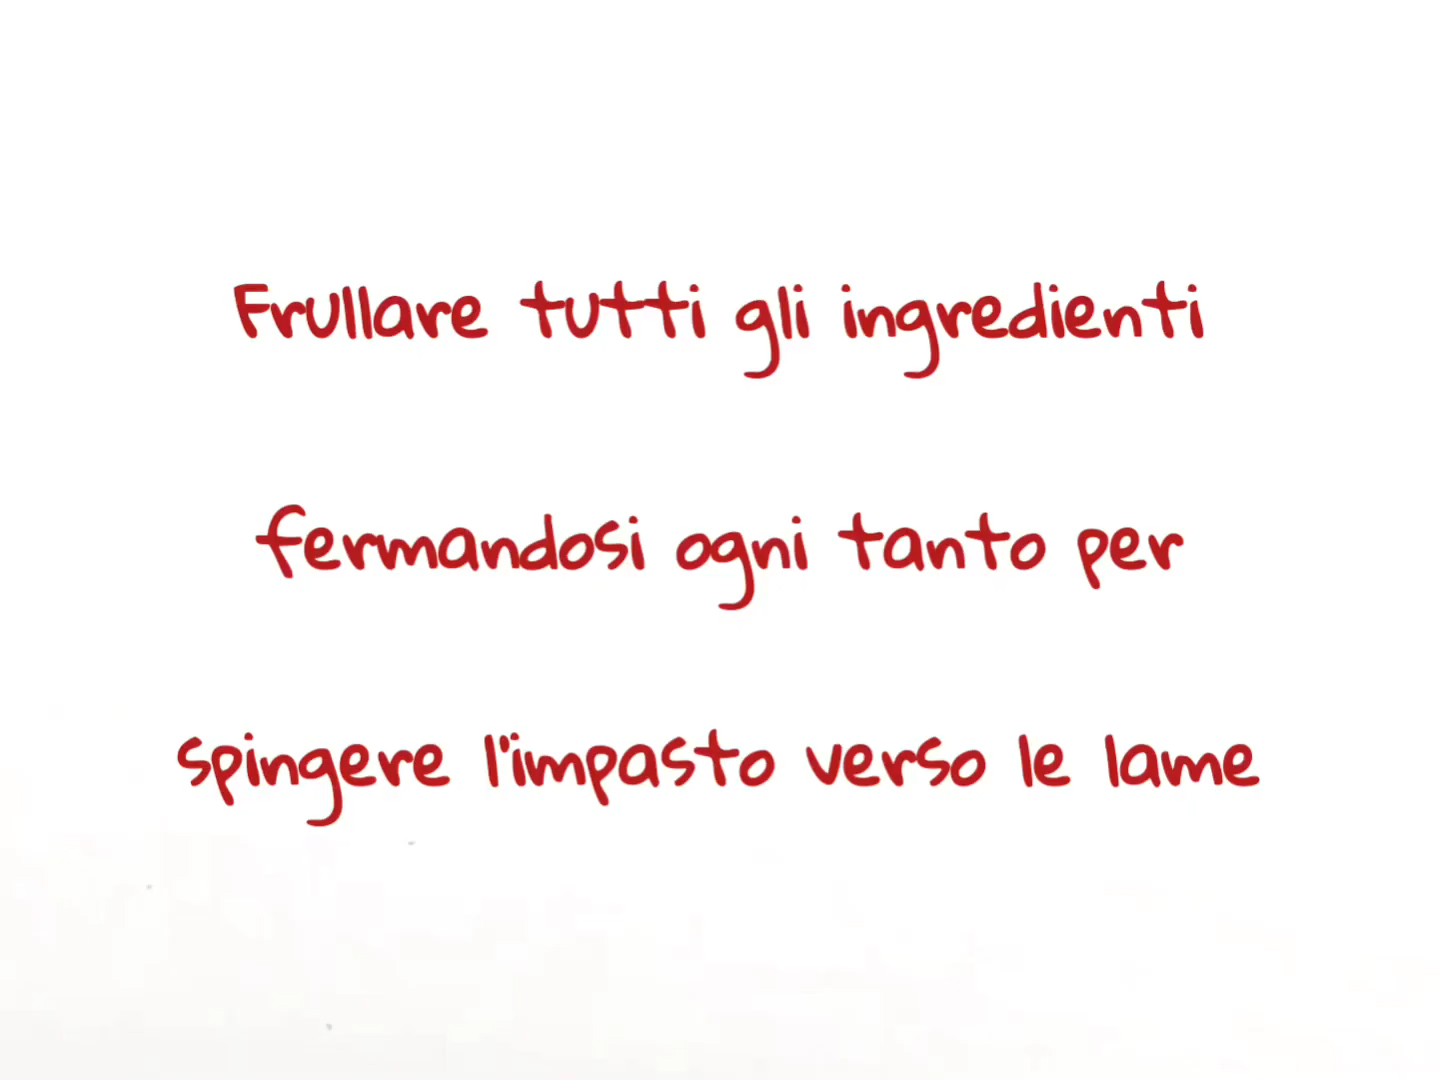 Frullare tutti gli ingredienti
fermandosi ogni tanto per
spingere l'impasto verso le lame